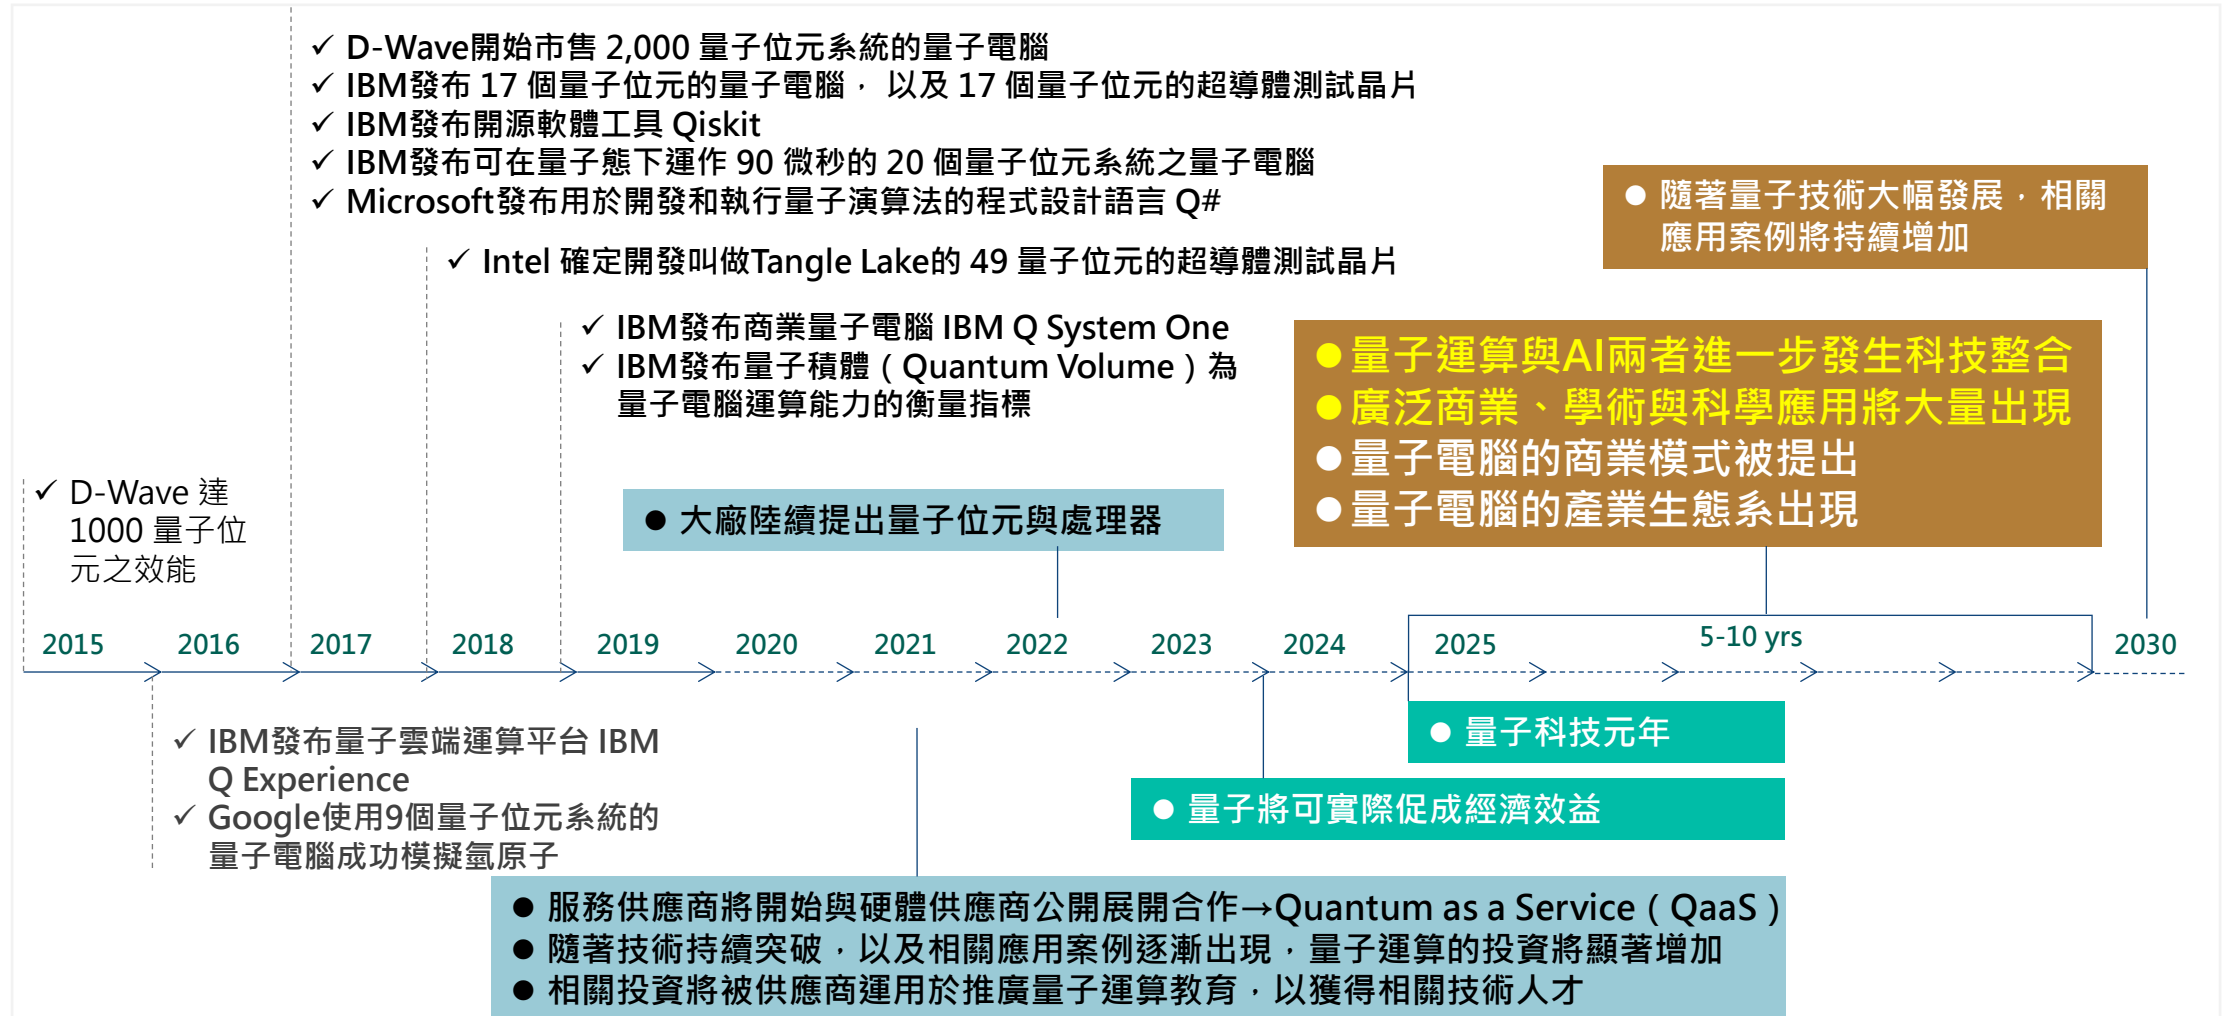 ✓ D-Wave開始市售 2,000 量子位元系統的量子電腦
✓ IBM發布 17 個量子位元的量子電腦， 以及 17 個量子位元的超導體測試晶片
✓ IBM發布開源軟體工具 Qiskit
✓ IBM發布可在量子態下運作 90 微秒的 20 個量子位元系統之量子電腦
✓ Microsoft發布用於開發和執行量子演算法的程式設計語言 Q#
✓ Intel 確定開發叫做Tangle Lake的 49 量子位元的超導體測試晶片
✓ IBM發布商業量子電腦 IBM Q System One
✓ IBM發布量子積體（Quantum Volume）為
量子電腦運算能力的衡量指標
● 隨著量子技術大幅發展，相關
應用案例將持續增加
●量子運算與AI兩者進一步發生科技整合
●廣泛商業、學術與科學應用將大量出現
●量子電腦的商業模式被提出
●量子電腦的產業生態系出現
✓ D-Wave 達
1000 量子位
元之效能
● 大廠陸續提出量子位元與處理器
2015 2016 2017 2018 2019 2020 2021 2022 2023 2024 2025 5-10 yrs 2030
✓ IBM發布量子雲端運算平台 IBM
Q Experience
✓ Google使用9個量子位元系統的
量子電腦成功模擬氫原子
● 量子科技元年
● 量子將可實際促成經濟效益
● 服務供應商將開始與硬體供應商公開展開合作→Quantum as a Service（QaaS）
● 隨著技術持續突破，以及相關應用案例逐漸出現，量子運算的投資將顯著增加
● 相關投資將被供應商運用於推廣量子運算教育，以獲得相關技術人才